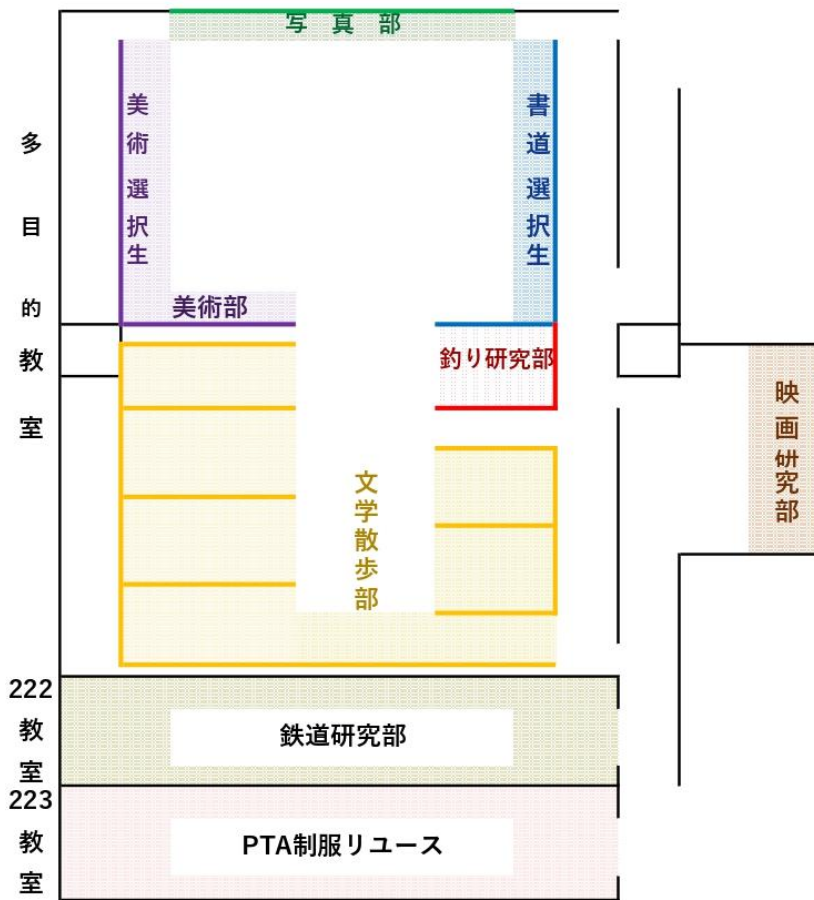 写真部
美術選択生
書道選択生
多目的教室
美術部
釣り研究部
映画研究部
文学散歩部
222教室
鉄道研究部
223教室
PTA制服リユース